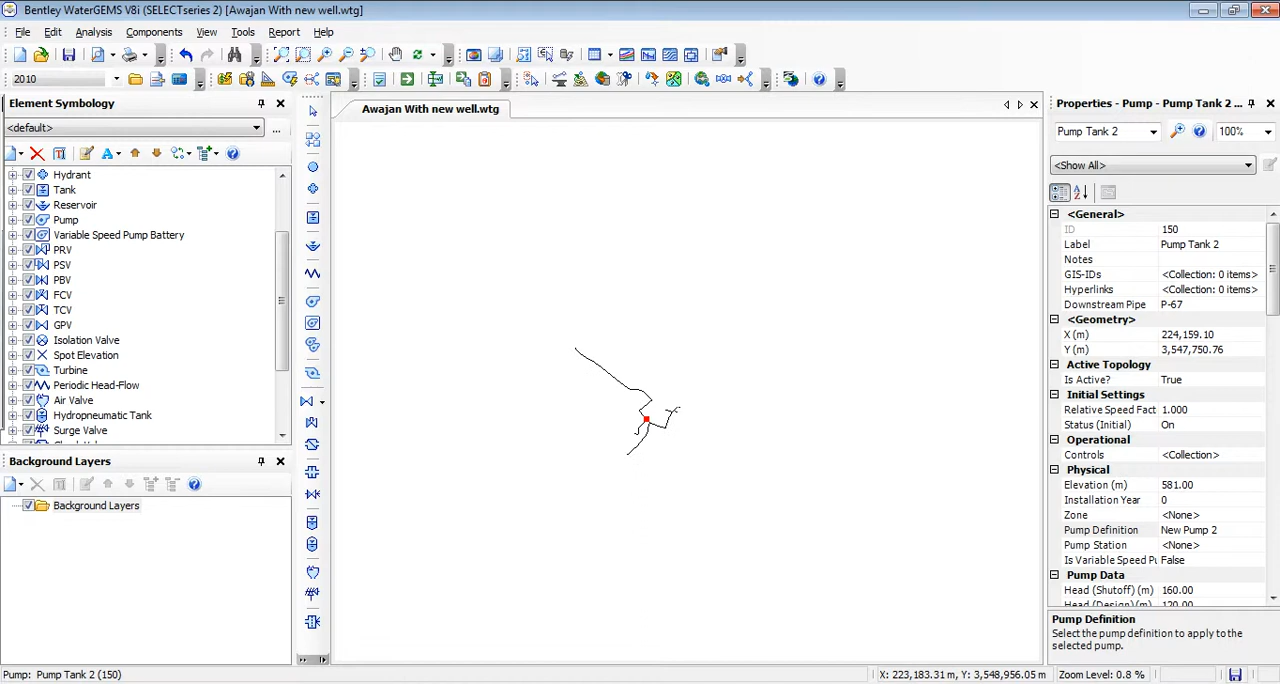 Bentley WaterGEMS V8i (SELECTseries 2) [Awajan With new well.wtg]
File Edit Analysis Components View Tools Report Help
2010
Element Symbology
<default>
Hydrant
Tank
Reservoir
Pump
Variable Speed Pump Battery
PRV
PSV
PBV
FCV
TCV
GPV
Isolation Valve
Spot Elevation
Turbine
Periodic Head-Flow
Air Valve
Hydropneumatic Tank
Surge Valve
Background Layers
Background Layers
Awajan With new well.wtg
Properties - Pump - Pump Tank 2 ...
Pump Tank 2 100%
<Show All>
<General>
ID 150
Label Pump Tank 2
Notes
GIS-IDs <Collection: 0 items>
Hyperlinks <Collection: 0 items>
Downstream Pipe P-67
<Geometry>
X (m) 224,159.10
Y (m) 3,547,750.76
Active Topology
Is Active? True
Initial Settings
Relative Speed Fact 1.000
Status (Initial) On
Operational
Controls <Collection>
Physical
Elevation (m) 581.00
Installation Year 0
Zone <None>
Pump Definition New Pump 2
Pump Station <None>
Is Variable Speed Pu False
Pump Data
Head (Shutoff) (m) 160.00
Head (Design) (m) 120.00
Pump Definition
Select the pump definition to apply to the
selected pump.
Pump: Pump Tank 2 (150) X: 223,183.31 m, Y: 3,548,956.05 m Zoom Level: 0.8 %